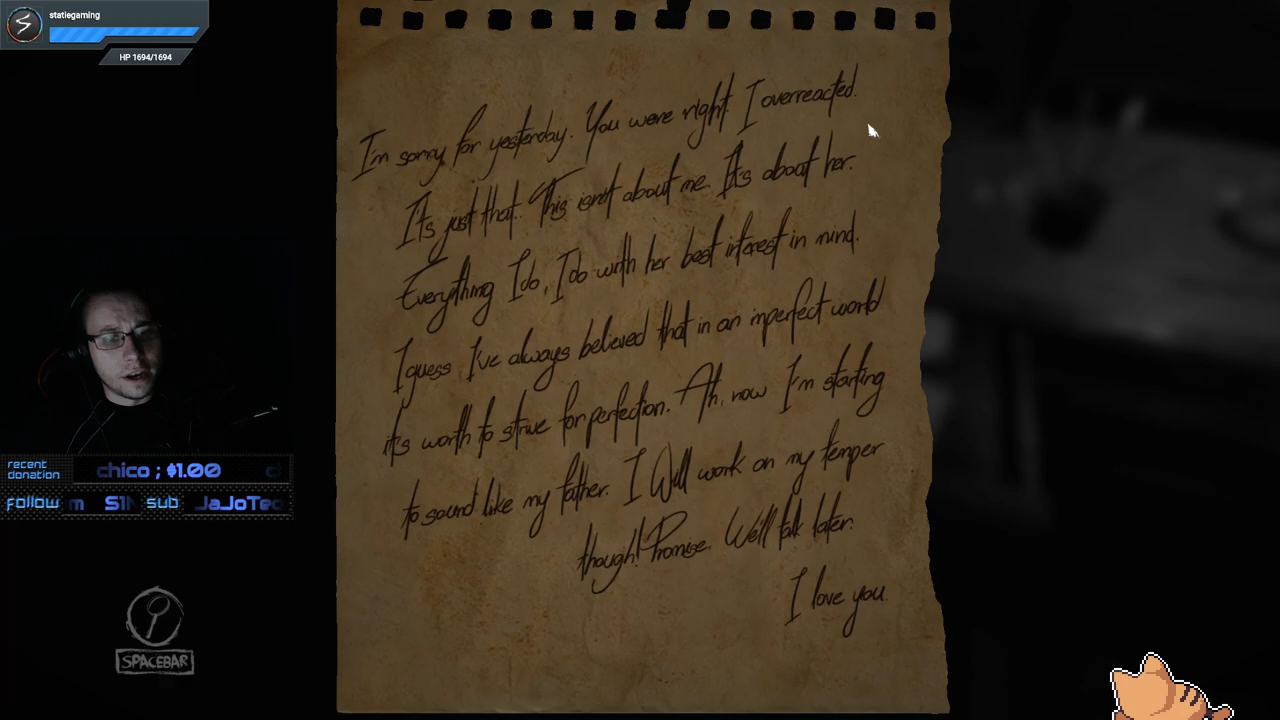 statiegaming
HP 1694/1694
I'm sorry for yesterday. You were right. I overreacted.
It's just that.. This isn't about me. It's about her.
Everything I do, I do with her best interest in mind.
I guess I've always believed that in an imperfect world
it's worth to strive for perfection. Ah, now I'm starting
to sound like my father. I Will work on my temper
though! Promise. We'll talk later.
I love you.
recent
donation
chico ; $1.00
follow
sub
JaJoTec
SPACEBAR